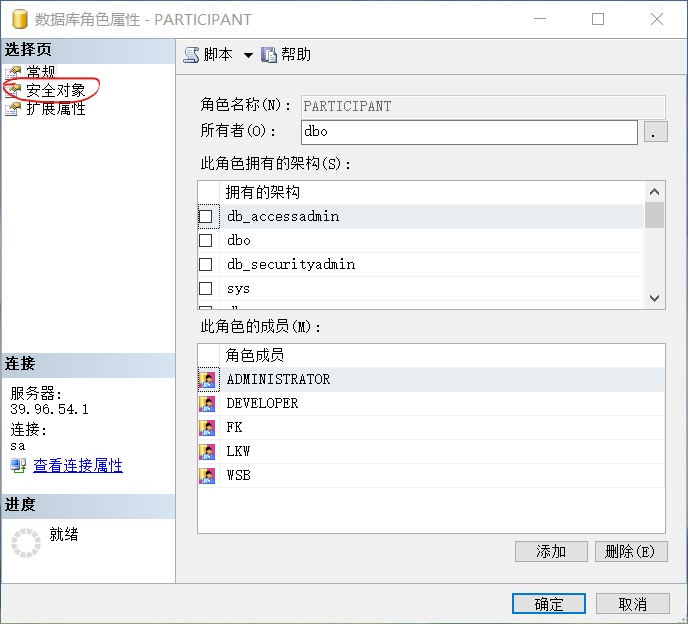 数据库角色属性 - PARTICIPANT
选择页
常规
安全对象
扩展属性
脚本 帮助
角色名称(N): PARTICIPANT
所有者(O): dbo .
此角色拥有的架构(S):
拥有的架构
db_accessadmin
dbo
db_securityadmin
sys
此角色的成员(M):
角色成员
ADMINISTRATOR
DEVELOPER
FK
LKW
WSB
添加 删除(E)
连接
服务器:
39.96.54.1
连接:
sa
查看连接属性
进度
就绪
确定 取消